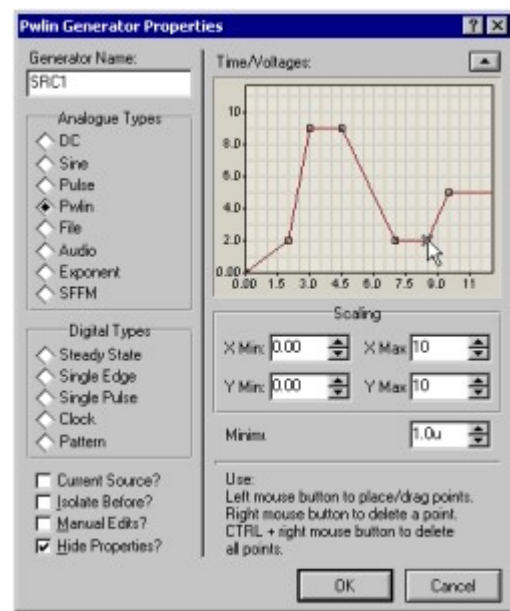 Pwlin Generator Properties
Generator Name:
SRC1
Analogue Types
DC
Sine
Pulse
Pwlin
File
Audio
Exponent
SFFM
Digital Types
Steady State
Single Edge
Single Pulse
Clock
Pattern
Current Source?
Isolate Before?
Manual Edits?
Hide Properties?
Time/Voltages:
10
8.0
6.0
4.0
2.0
0.00
0.00 1.5 3.0 4.5 6.0 7.5 9.0 11
Scaling
X Min: 0.00 X Max 10
Y Min: 0.00 Y Max 10
Minimu 1.0u
Use:
Left mouse button to place/drag points.
Right mouse button to delete a point.
CTRL + right mouse button to delete
all points.
OK Cancel